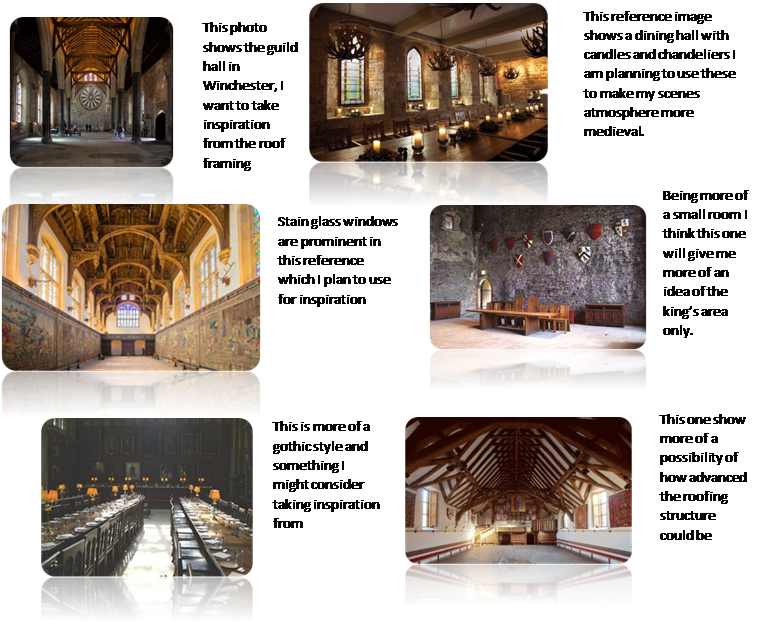 This photo
shows the guild
hall in
Winchester, I
want to take
inspiration
from the roof
framing
This reference image
shows a dining hall with
candles and chandeliers I
am planning to use these
to make my scenes
atmosphere more
medieval.
Stain glass windows
are prominent in
this reference
which I plan to use
for inspiration
Being more of
a small room I
think this one
will give me
more of an
idea of the
king's area
only.
This is more of a
gothic style and
something I
might consider
taking inspiration
from
This one show
more of a
possibility of
how advanced
the roofing
structure
could be